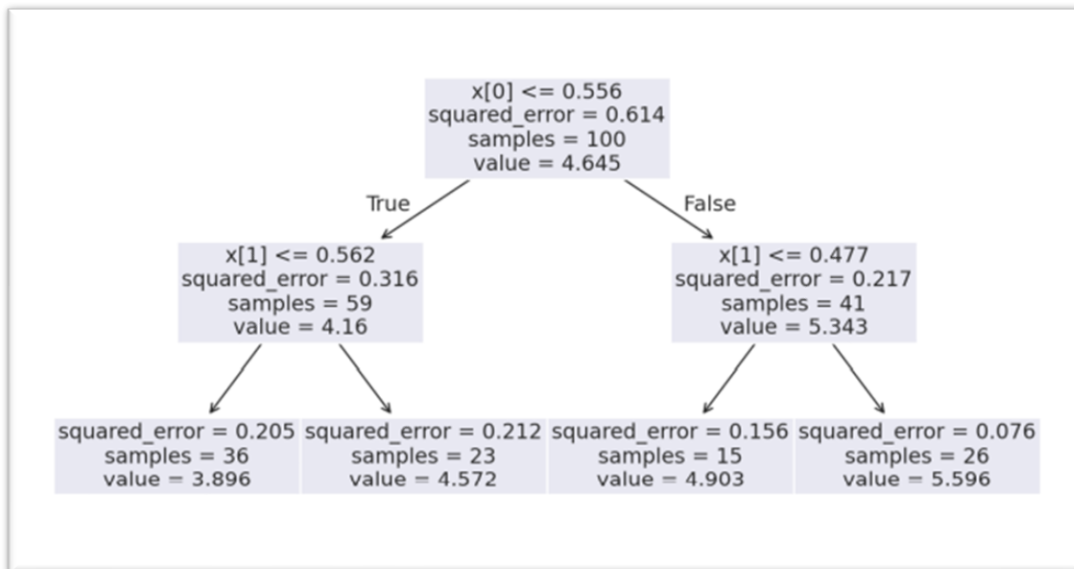 x[0] <= 0.556
squared_error = 0.614
samples = 100
value = 4.645
True
False
x[1] <= 0.562
squared_error = 0.316
samples = 59
value = 4.16
x[1] <= 0.477
squared_error = 0.217
samples = 41
value = 5.343
squared_error = 0.205
samples = 36
value = 3.896
squared_error = 0.212
samples = 23
value = 4.572
squared_error = 0.156
samples = 15
value = 4.903
squared_error = 0.076
samples = 26
value = 5.596